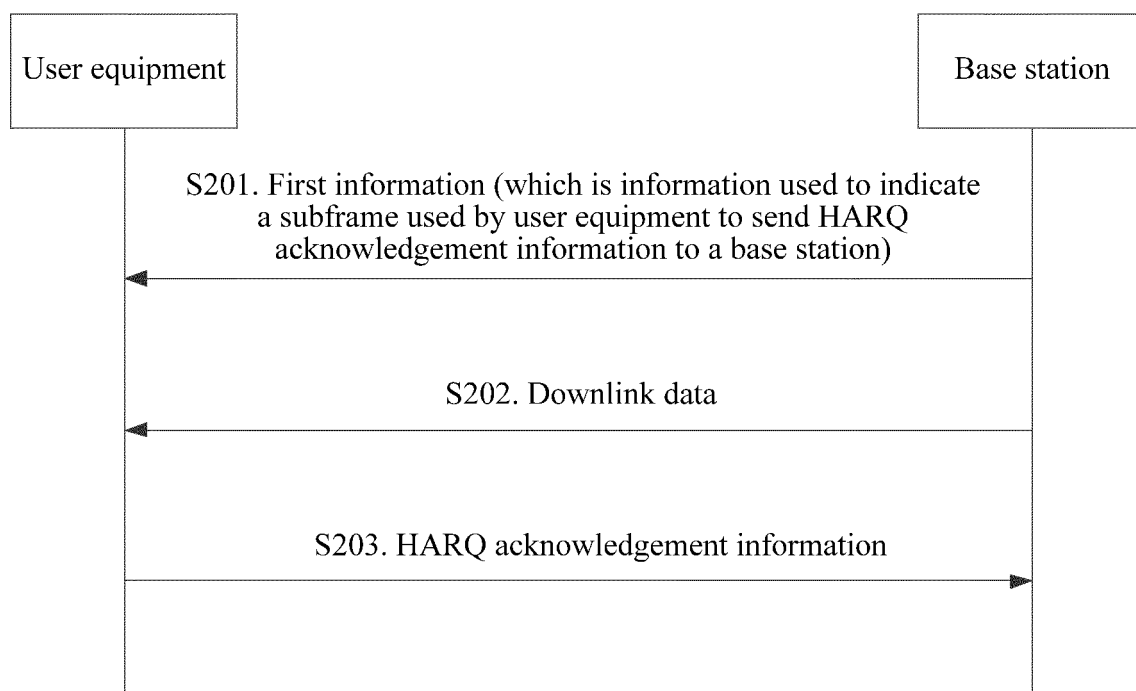 User equipment
Base station
S201. First information (which is information used to indicate
a subframe used by user equipment to send HARQ
acknowledgement information to a base station)
S202. Downlink data
S203. HARQ acknowledgement information